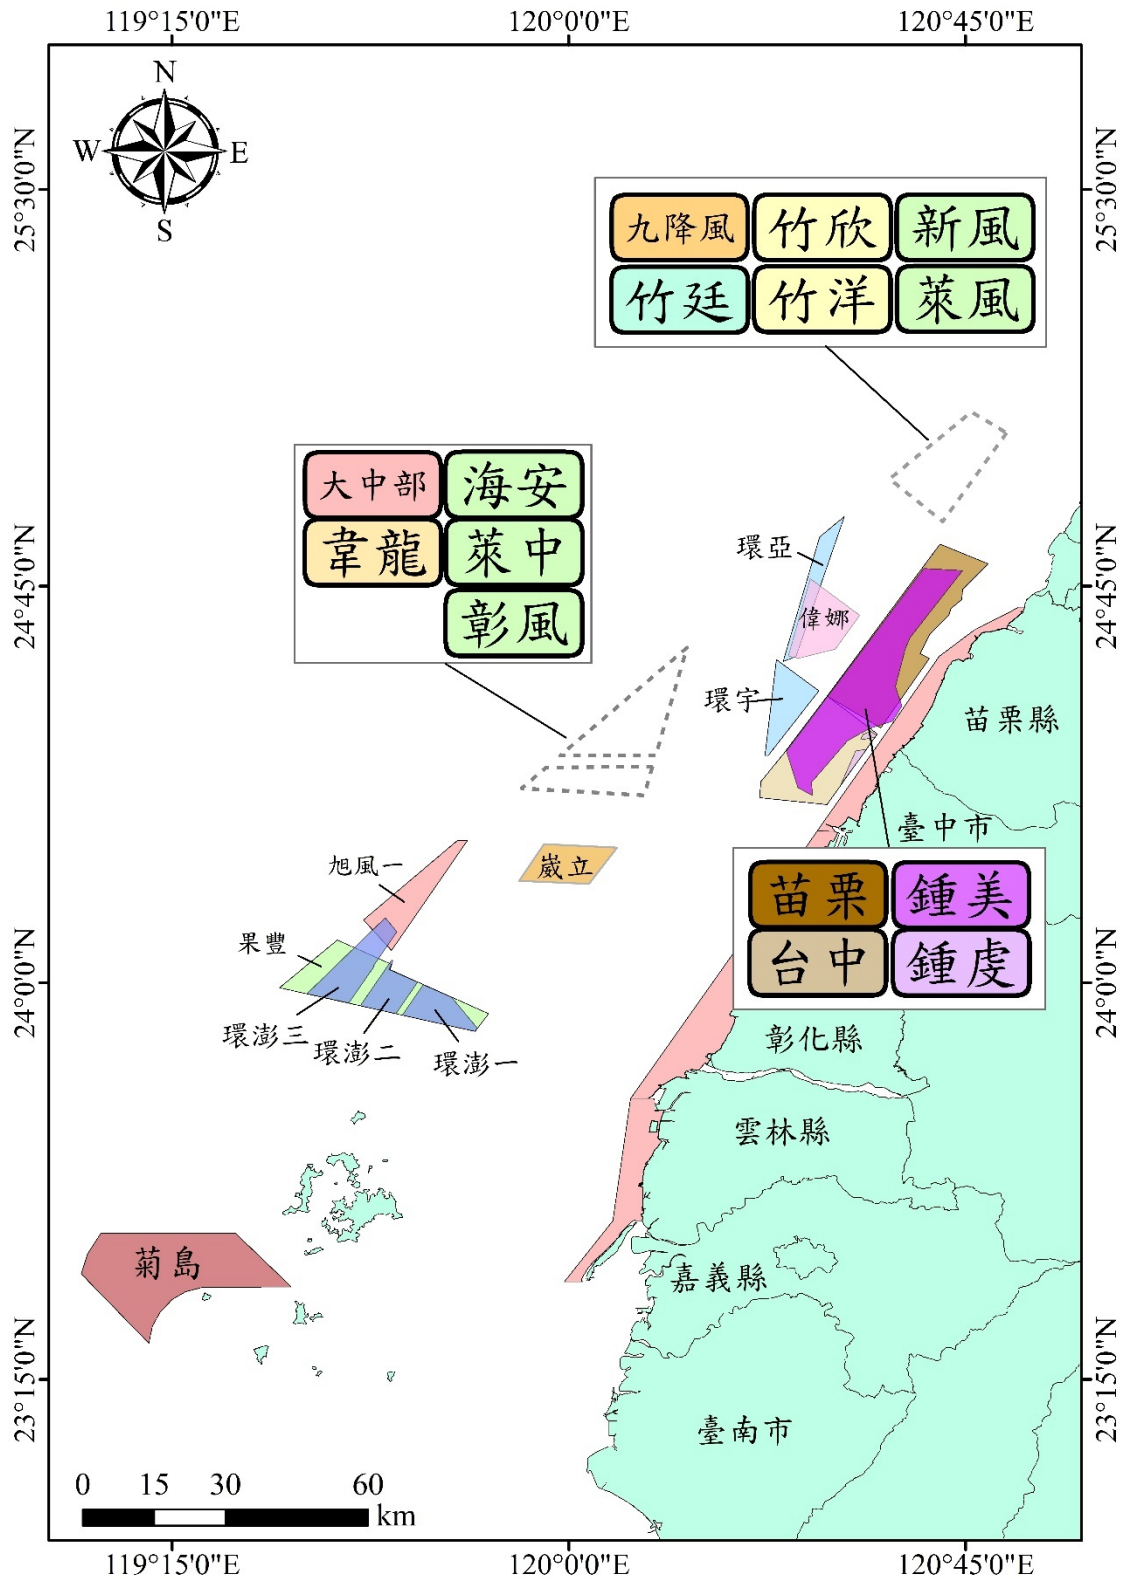 119°15'0"E 120°0'0"E 120°45'0"E
N
W E
S
25°30'0"N 25°30'0"N
九降風 竹欣 新風
竹廷 竹洋 萊風
大中部 海安
韋龍 萊中
彰風
環亞
24°45'0"N 24°45'0"N
偉娜
環宇
苗栗縣
臺中市
旭風一
崴立
苗栗 鍾美
台中 鍾虔
果豐
24°0'0"N 24°0'0"N
環澎三 環澎二 環澎一
彰化縣
雲林縣
菊島
嘉義縣
23°15'0"N 23°15'0"N
臺南市
0 15 30 60
km
119°15'0"E 120°0'0"E 120°45'0"E